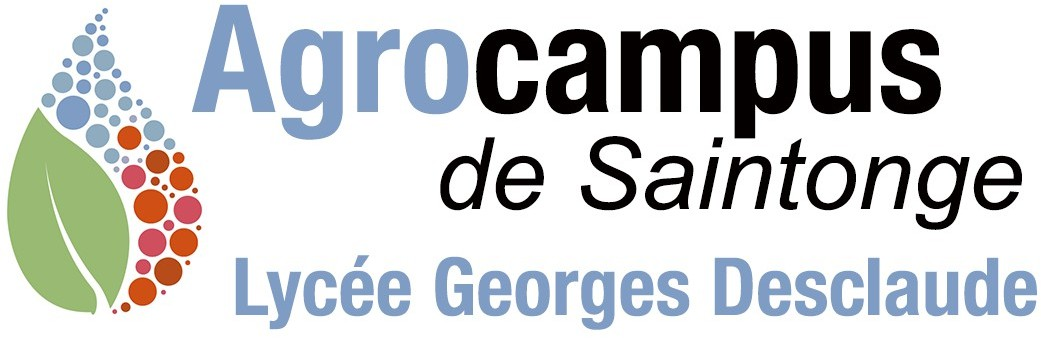 Agrocampus
de Saintonge
Lycée Georges Desclaude